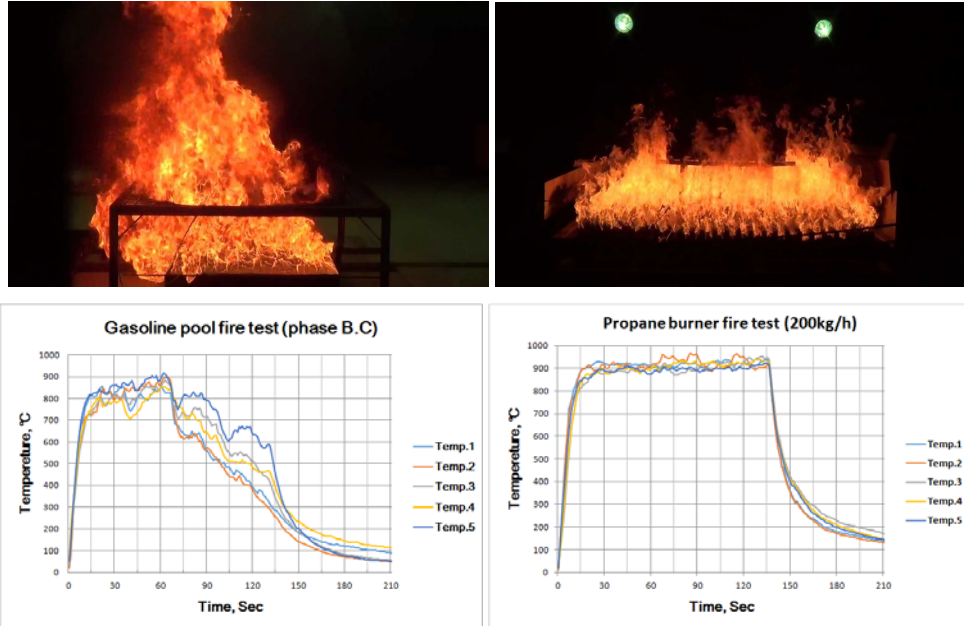 Gasoline pool fire test (phase B.C)
Tempereture, ℃
1000
900
800
700
600
500
400
300
200
100
0
0
30
60
90
120
150
180
210
Time, Sec
Temp.1
Temp.2
Temp.3
Temp.4
Temp.5
Propane burner fire test (200kg/h)
Tempereture, ℃
1000
900
800
700
600
500
400
300
200
100
0
0
30
60
90
120
150
180
210
Time, Sec
Temp.1
Temp.2
Temp.3
Temp.4
Temp.5